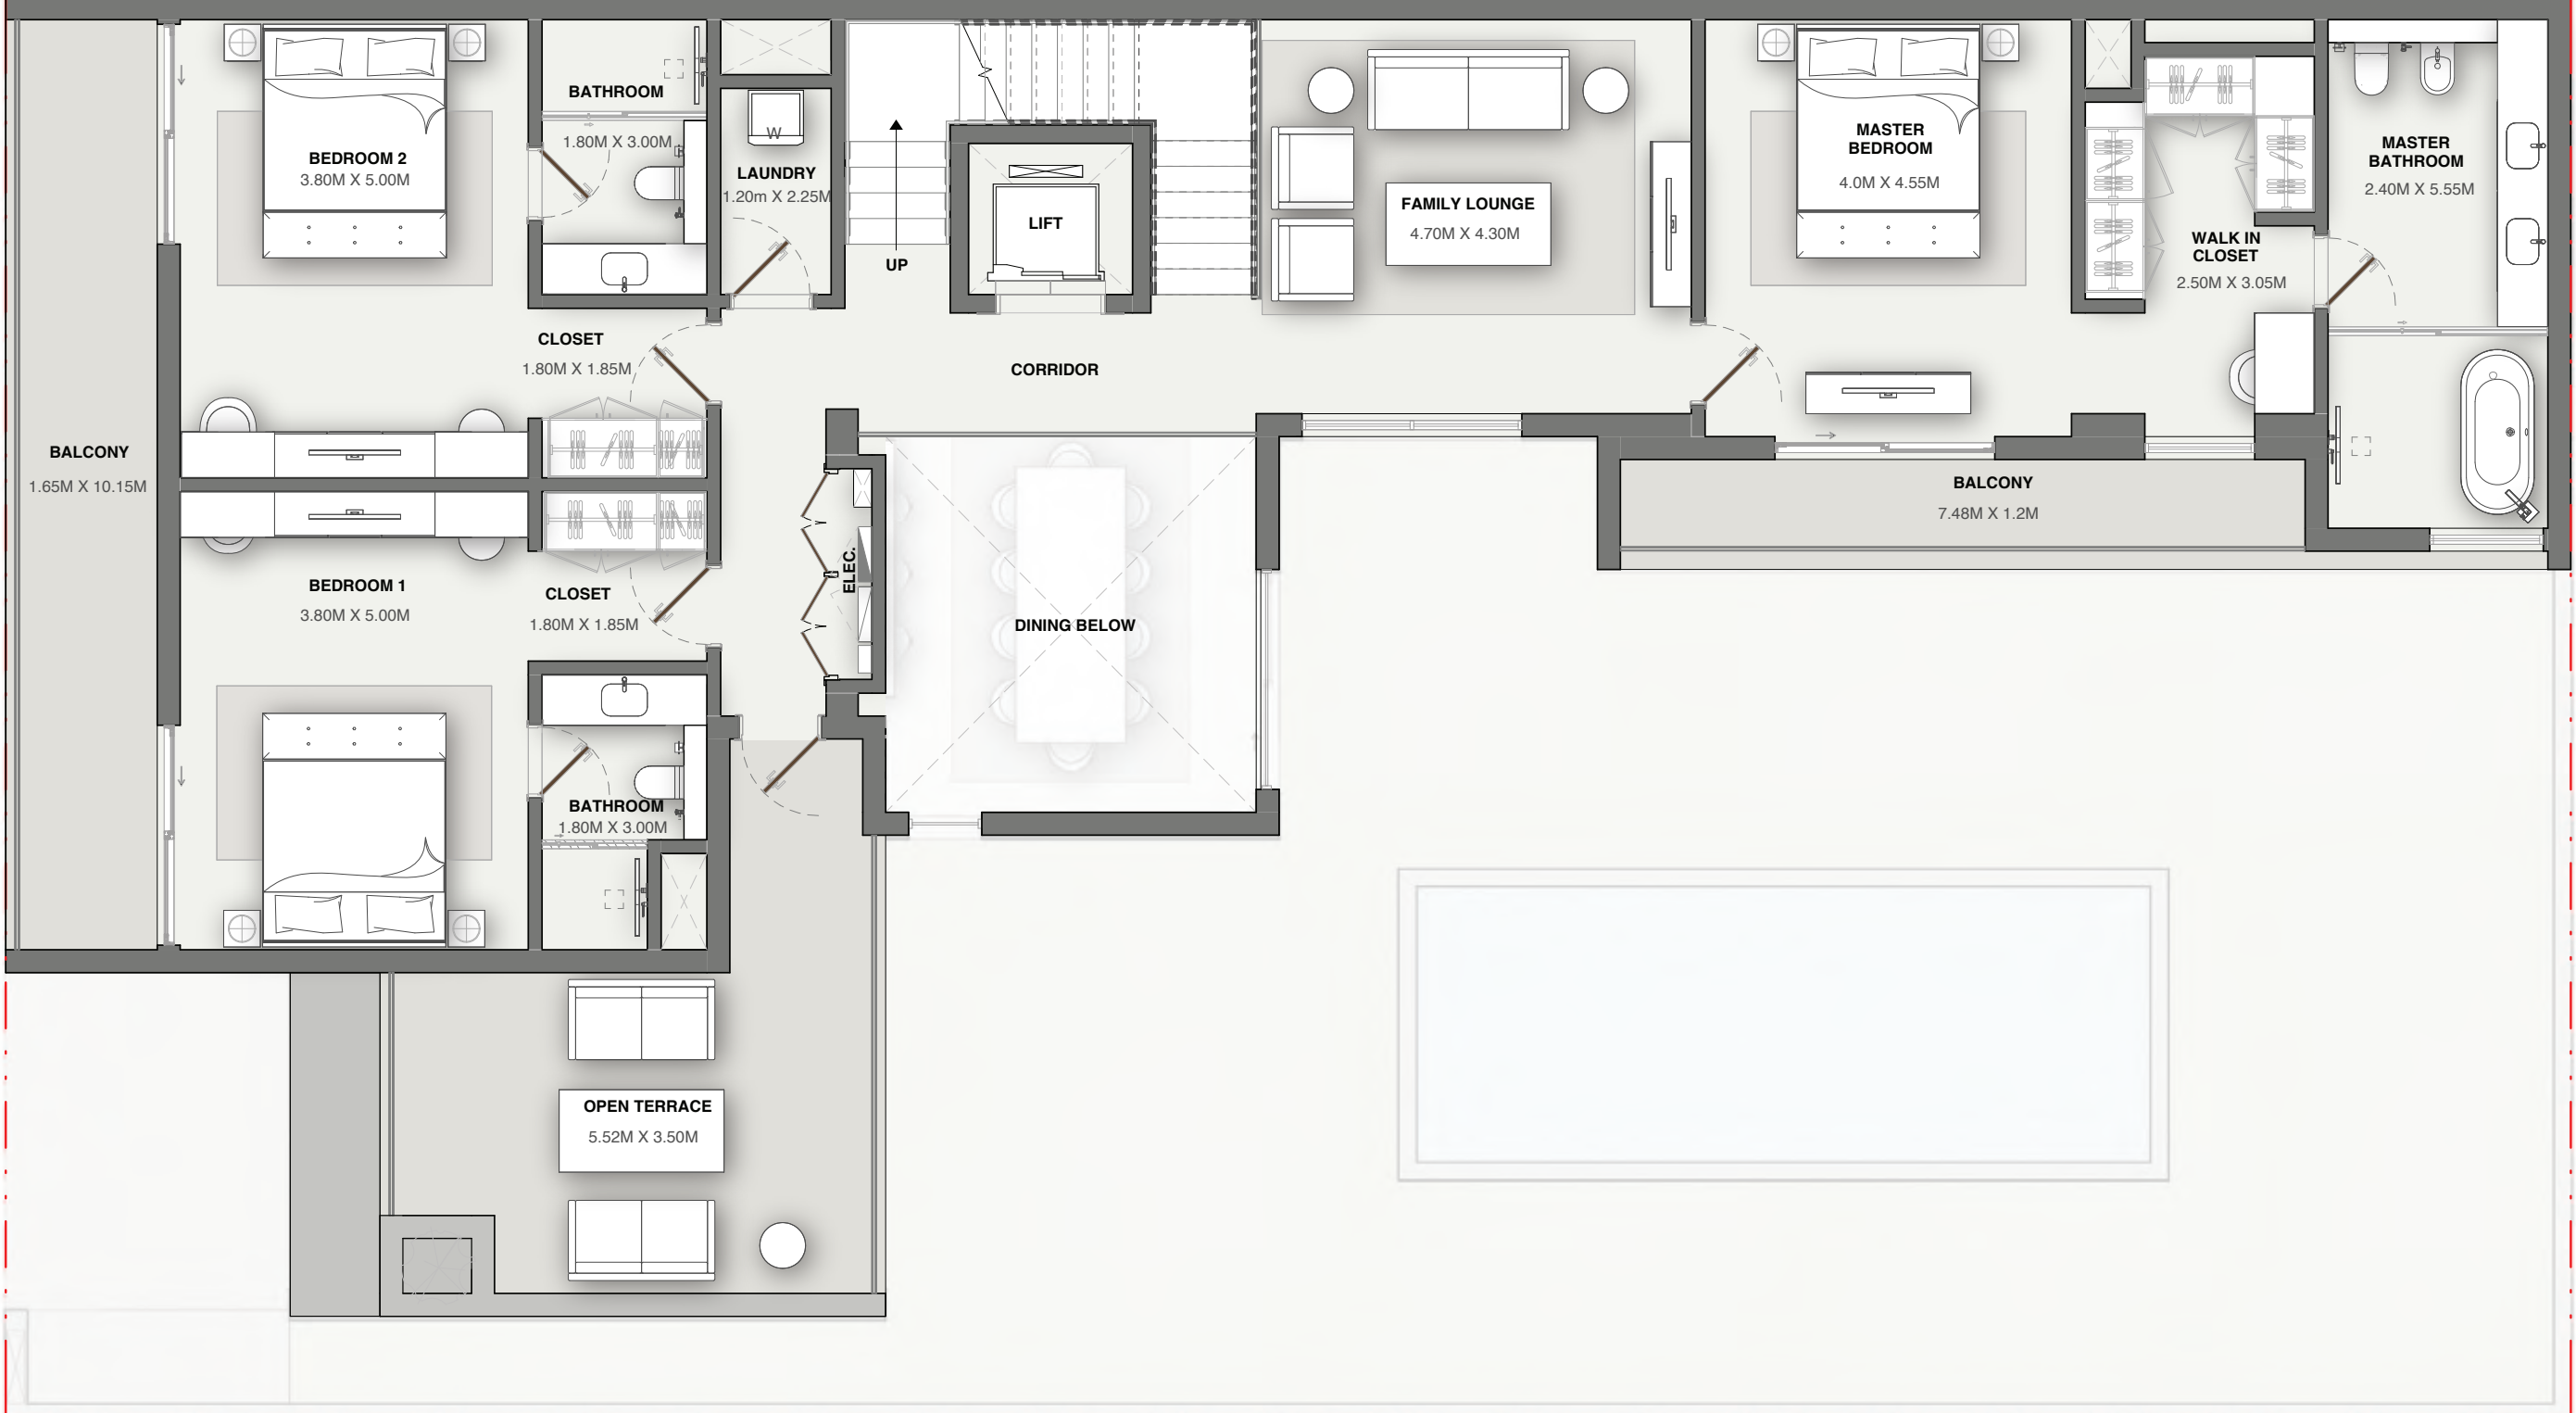 BEDROOM 2
3.80M X 5.00M
BATHROOM
1.80M X 3.00M
W
LAUNDRY
1.20m X 2.25M
UP
LIFT
FAMILY LOUNGE
4.70M X 4.30M
MASTER
BEDROOM
4.0M X 4.55M
WALK IN
CLOSET
2.50M X 3.05M
MASTER
BATHROOM
2.40M X 5.55M
CLOSET
1.80M X 1.85M
CORRIDOR
BALCONY
1.65M X 10.15M
BALCONY
7.48M X 1.2M
BEDROOM 1
3.80M X 5.00M
CLOSET
1.80M X 1.85M
ELEC.
DINING BELOW
BATHROOM
1.80M X 3.00M
OPEN TERRACE
5.52M X 3.50M